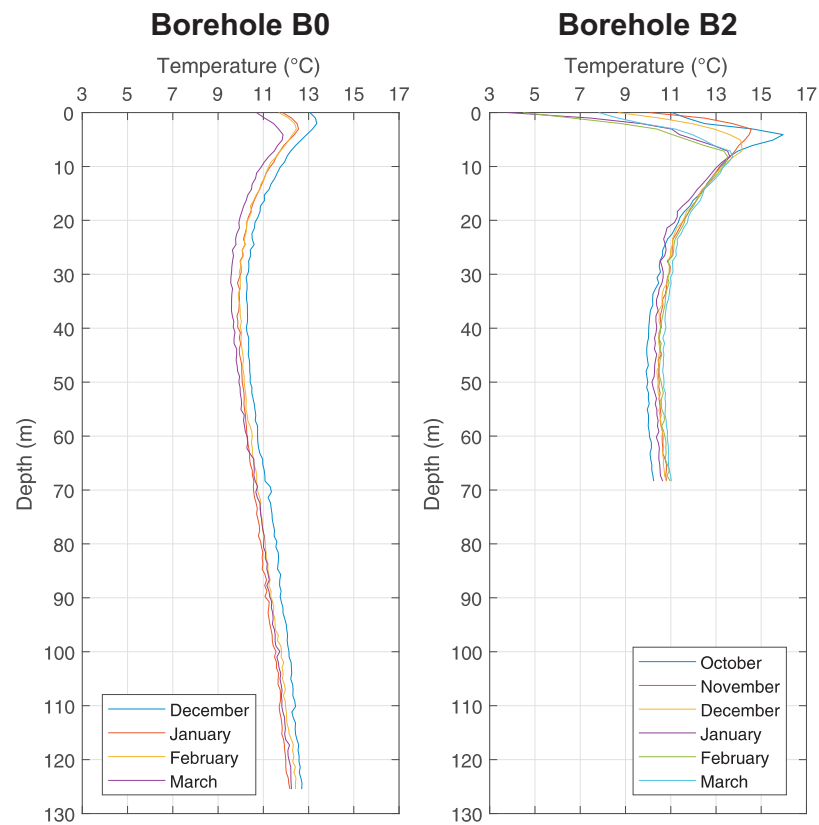 Borehole B0
Temperature (°C)
3 5 7 9 11 13 15 17
0
10
20
30
40
50
60
70
80
90
100
110
120
130
Depth (m)
December
January
February
March
Borehole B2
Temperature (°C)
3 5 7 9 11 13 15 17
0
10
20
30
40
50
60
70
80
90
100
110
120
130
Depth (m)
October
November
December
January
February
March